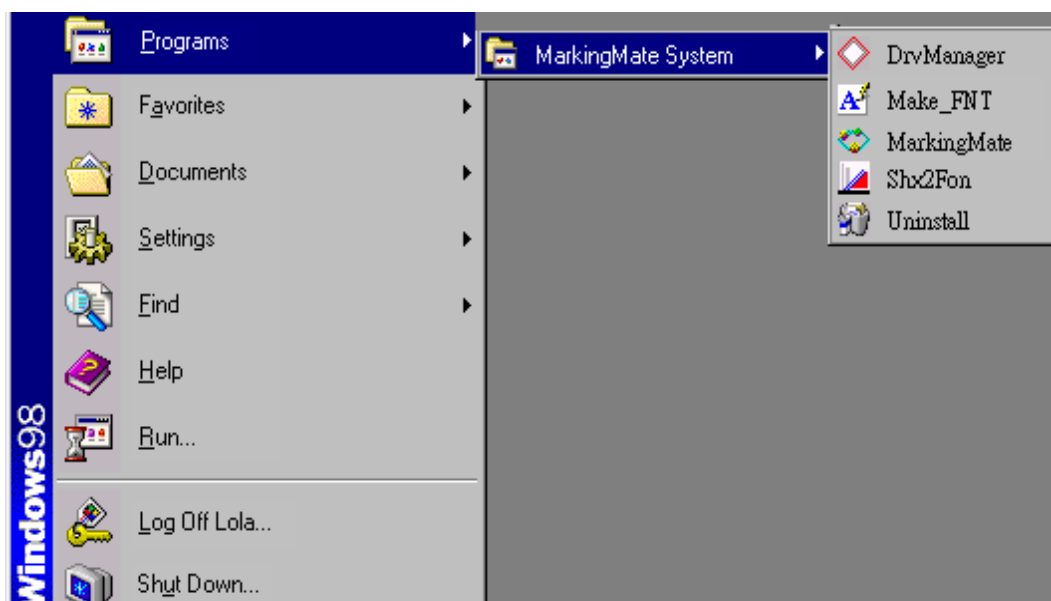 Programs
Favorites
Documents
Settings
Find
Help
Run...
Log Off Lola...
Shut Down...
Windows98
MarkingMate System
DrvManager
Make_FNT
MarkingMate
Shx2Fon
Uninstall